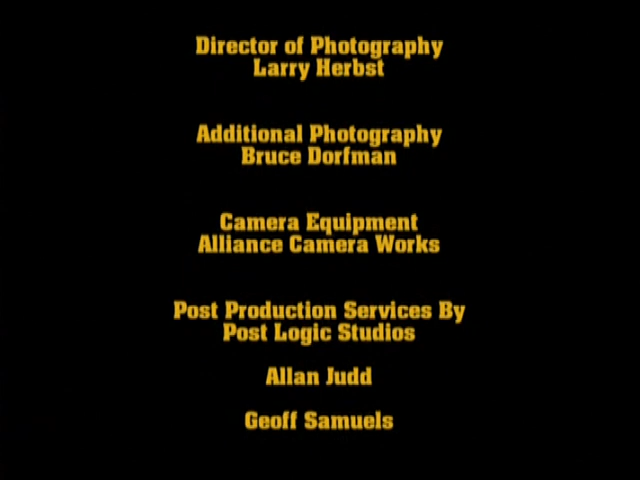 Director of Photography
Larry Herbst
Additional Photography
Bruce Dorfman
Camera Equipment
Alliance Camera Works
Post Production Services By
Post Logic Studios
Allan Judd
Geoff Samuels